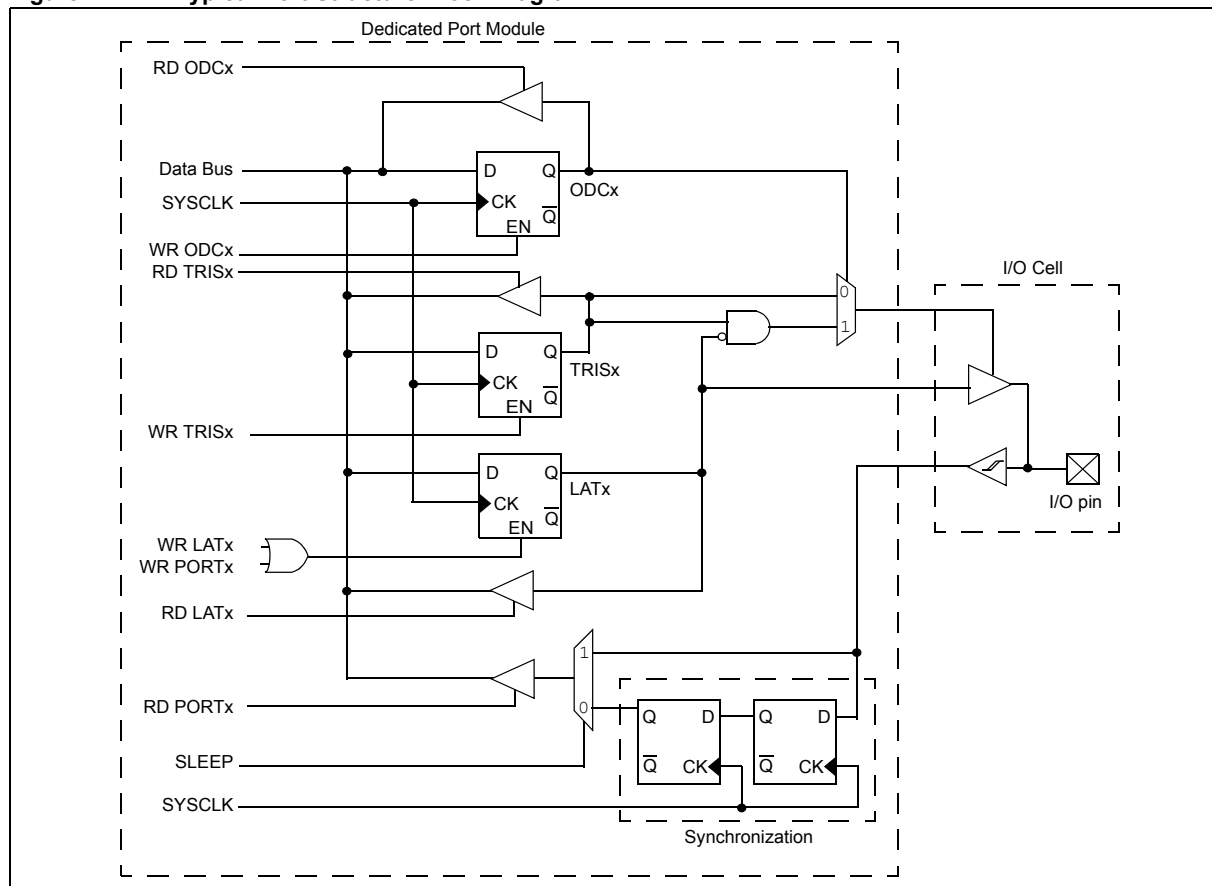 Dedicated Port Module
RD ODCx
Data Bus
D Q
ODCx
SYSCLK
CK
Q
EN
WR ODCx
RD TRISx
I/O Cell
0
1
D Q
TRISx
CK
Q
EN
WR TRISx
D Q
LATx
CK
Q
EN
I/O pin
WR LATx
WR PORTx
RD LATx
1
RD PORTx
0
Q D Q D
Q CK Q CK
SLEEP
SYSCLK
Synchronization